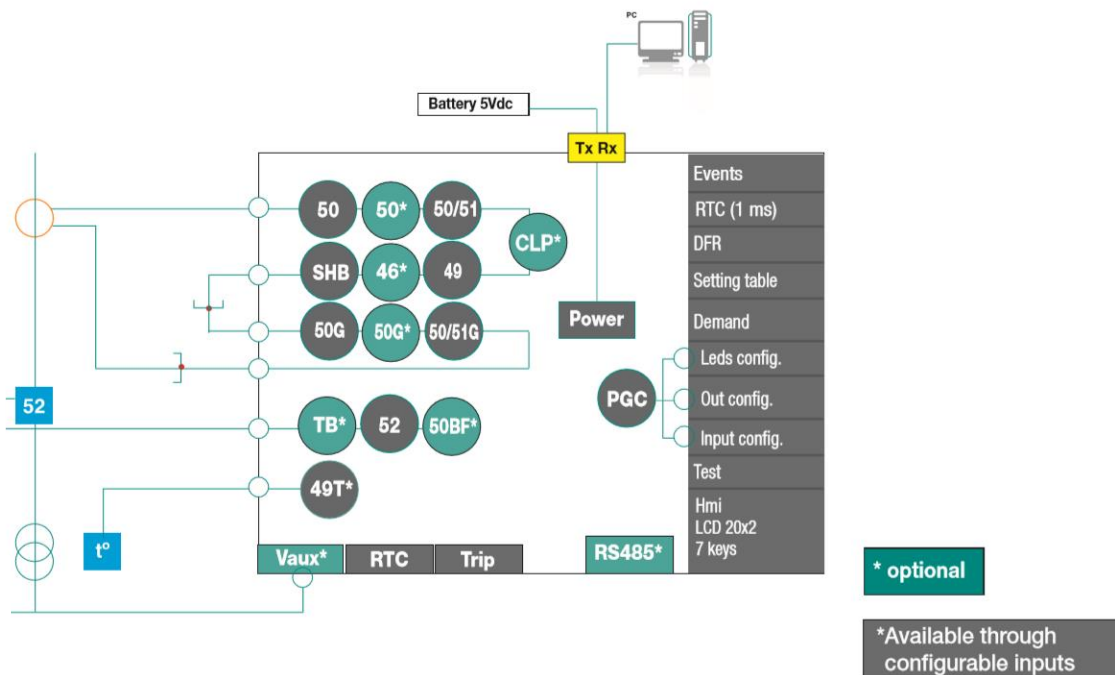 PC
Battery 5Vdc
Tx Rx
Events
50
50*
50/51
RTC (1 ms)
CLP*
DFR
SHB
46*
49
Setting table
50G
50G*
50/51G
Power
Demand
Leds config.
52
PGC
Out config.
TB*
52
50BF*
Input config.
Test
49T*
Hmi
LCD 20x2
7 keys
tº
Vaux*
RTC
Trip
RS485*
* optional
*Available through
configurable inputs